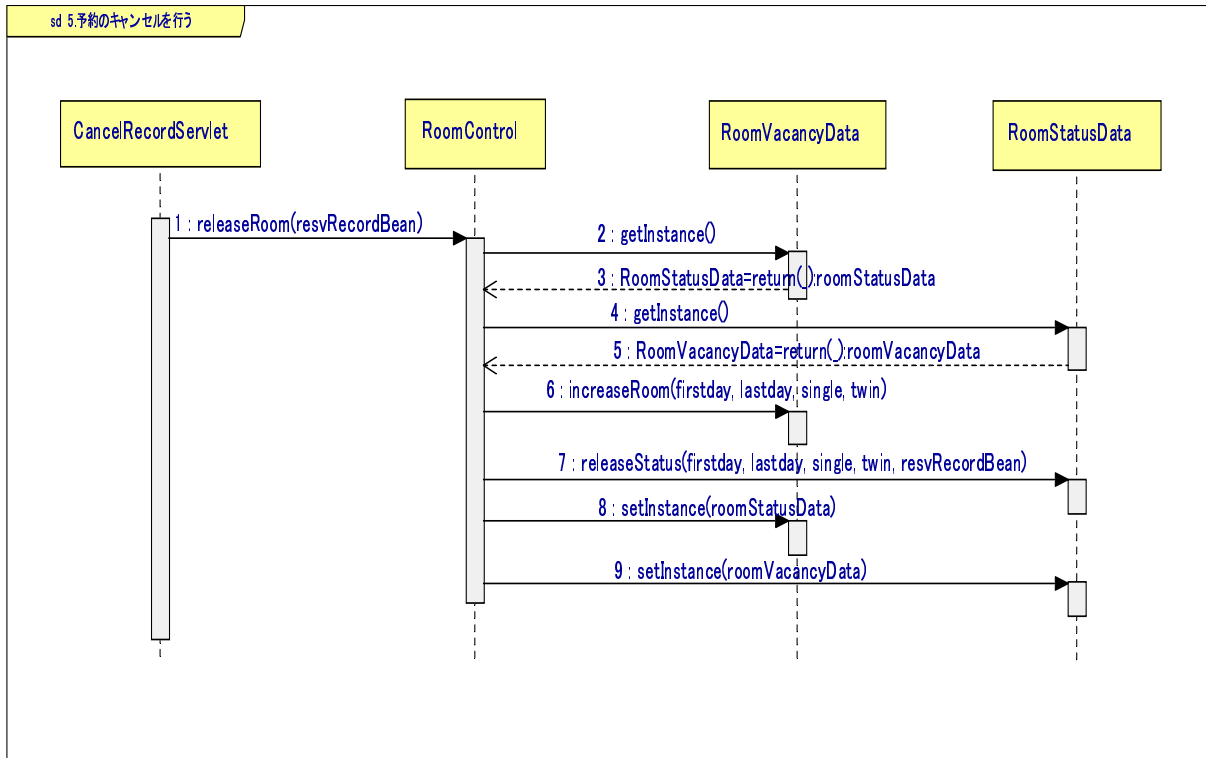 sd 5.予約のキャンセルを行う
CancelRecordServlet
RoomControl
RoomVacancyData
RoomStatusData
1 : releaseRoom(resvRecordBean)
2 : getInstance()
3 : RoomStatusData=return(_):roomStatusData
4 : getInstance()
5 : RoomVacancyData=return(_):roomVacancyData
6 : increaseRoom(firstday, lastday, single, twin)
7 : releaseStatus(firstday, lastday, single, twin, resvRecordBean)
8 : setInstance(roomStatusData)
9 : setInstance(roomVacancyData)